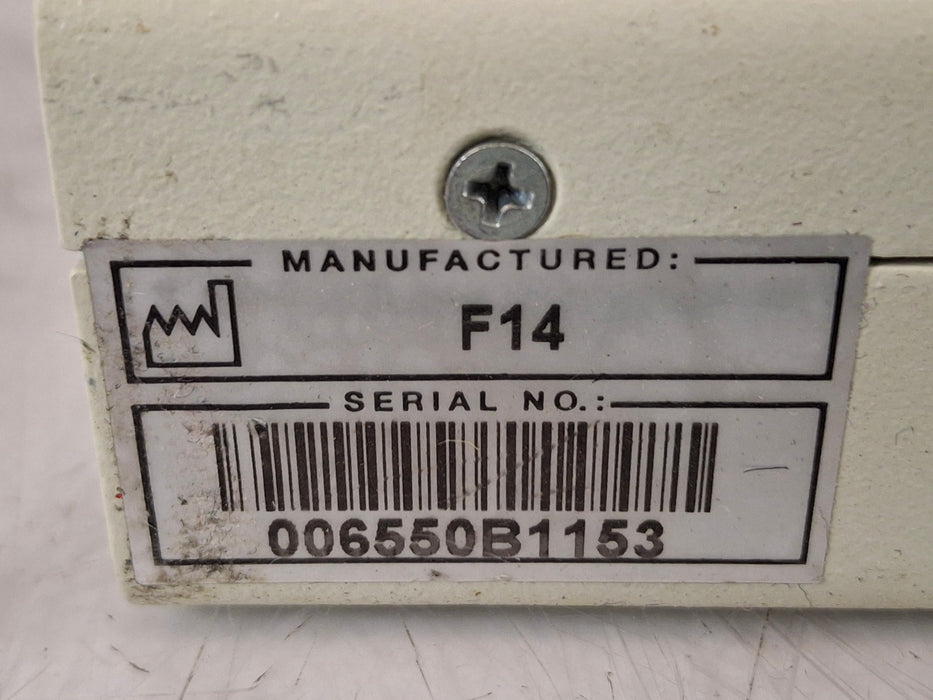 MANUFACTURED:
F14
SERIAL NO.:
006550B1153